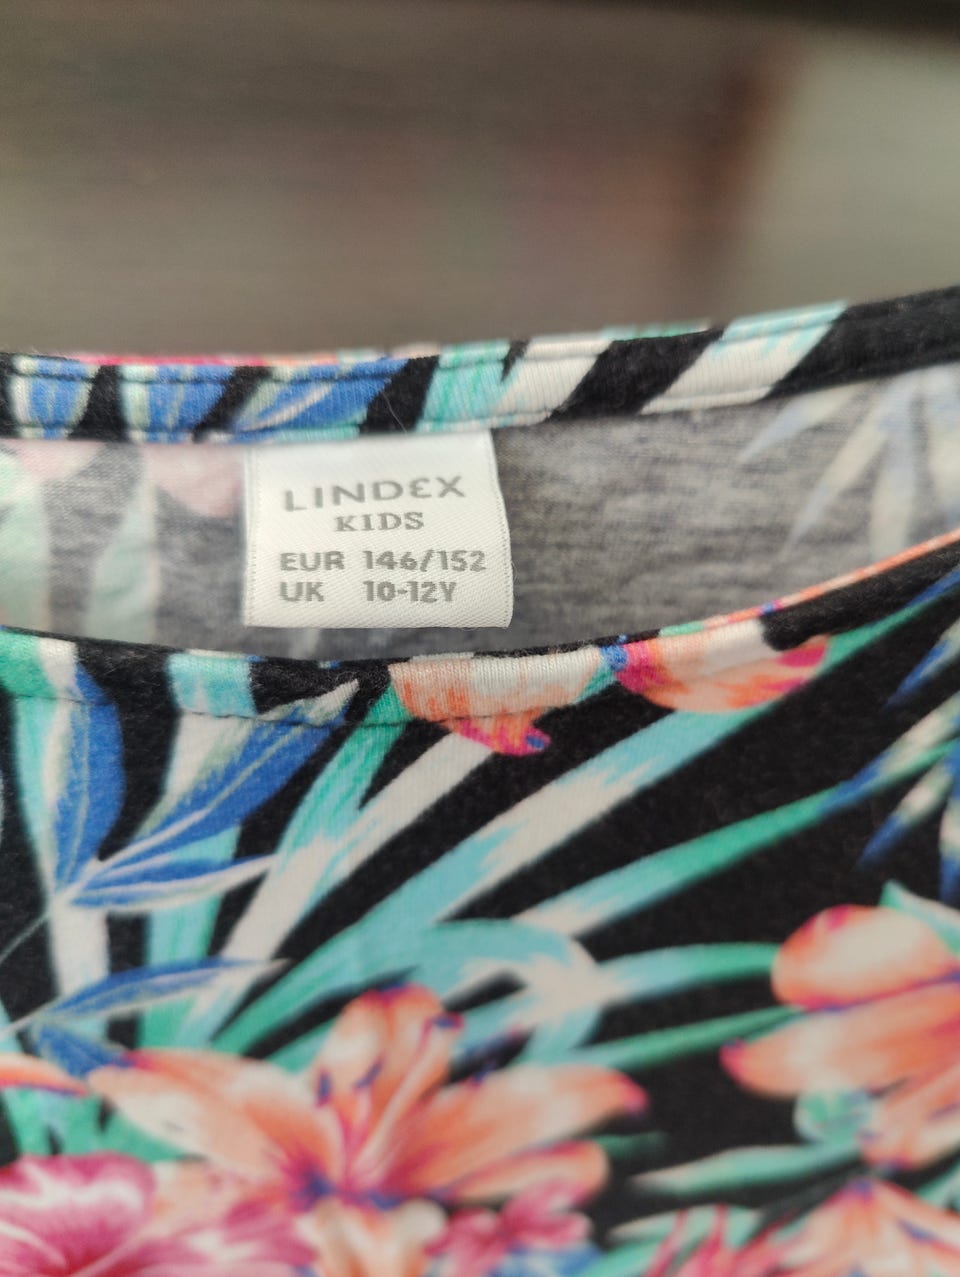 LINDEX
KIDS
EUR 146/152
UK 10-12Y